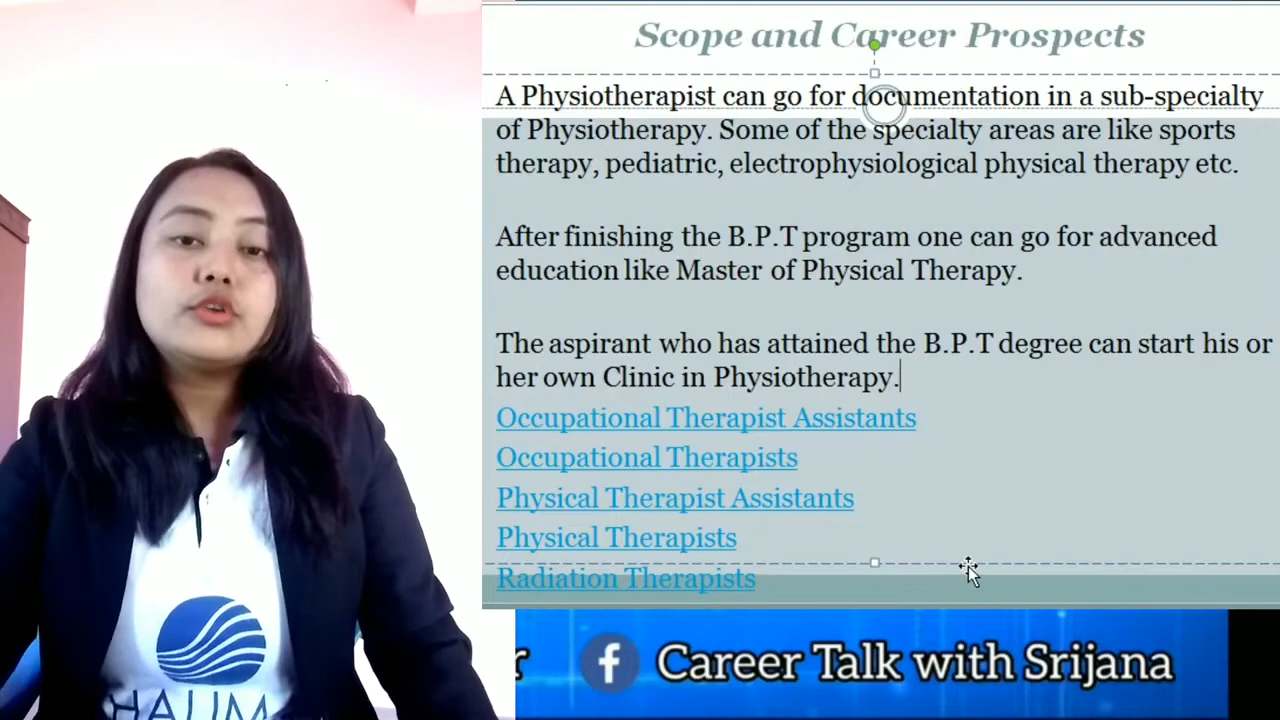 Scope and Career Prospects
A Physiotherapist can go for documentation in a sub-specialty
of Physiotherapy. Some of the specialty areas are like sports
therapy, pediatric, electrophysiological physical therapy etc.
After finishing the B.P.T program one can go for advanced
education like Master of Physical Therapy.
The aspirant who has attained the B.P.T degree can start his or
her own Clinic in Physiotherapy.
Occupational Therapist Assistants
Occupational Therapists
Physical Therapist Assistants
Physical Therapists
Radiation Therapists
Career Talk with Srijana